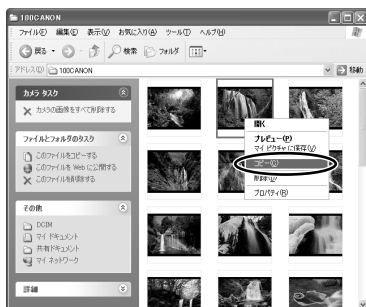 100CANON
ファイル(F) 編集(E) 表示(V) お気に入り(A) ツール(T) ヘルプ(H)
戻る 検索 フォルダ
アドレス(D) 100CANON 移動
カメラ タスク
カメラの画像をすべて削除する
ファイルとフォルダのタスク
このファイルをコピーする
このファイルを Web に公開する
このファイルを削除する
その他
DCIM
マイ ドキュメント
共有ドキュメント
マイ ネットワーク
詳細
開く
プレビュー(P)
マイ ピクチャ に保存(V)
コピー(C)
削除(D)
プロパティ(R)